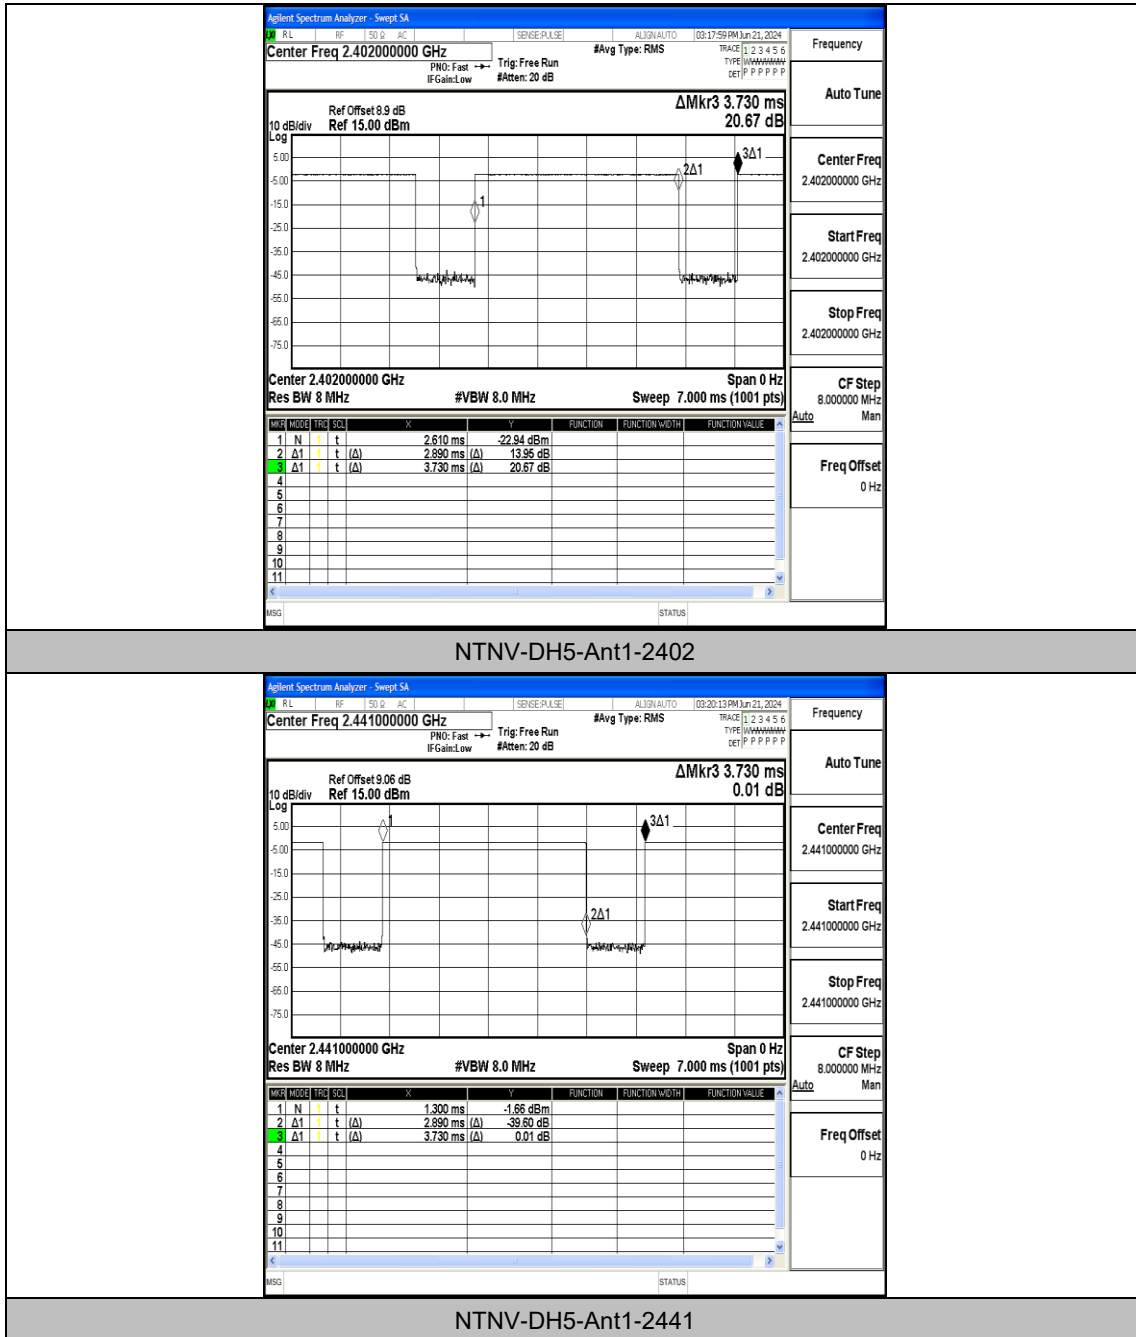 Agilent Spectrum Analyzer - Swept SA
RL RF 50 Ω AC SENSE:PULSE ALIGN AUTO 03:17:59 PM Jun 21, 2024
Center Freq 2.402000000 GHz #Avg Type: RMS TRACE 1 2 3 4 5 6 Frequency
PNO: Fast Trig: Free Run TYPE
IFGain:Low #Atten: 20 dB DET P P P P P P
Auto Tune
ΔMkr3 3.730 ms
Ref Offset 8.9 dB
10 dB/div Ref 15.00 dBm 20.67 dB
Log
5.00
-5.00
-15.0
-25.0
-35.0
-45.0
-55.0
-65.0
-75.0
1
2Δ1
3Δ1
Center Freq
2.402000000 GHz
Start Freq
2.402000000 GHz
Stop Freq
2.402000000 GHz
Center 2.402000000 GHz Span 0 Hz
Res BW 8 MHz #VBW 8.0 MHz Sweep 7.000 ms (1001 pts)
CF Step
8.000000 MHz
Auto Man
MKR MODE TRC SCL X Y FUNCTION FUNCTION WIDTH FUNCTION VALUE
1 N 1 t 2.610 ms -22.94 dBm
2 Δ1 1 t (Δ) 2.890 ms (Δ) 13.95 dB
3 Δ1 1 t (Δ) 3.730 ms (Δ) 20.67 dB
4
5
6
7
8
9
10
11
Freq Offset
0 Hz
MSG STATUS
NTNV-DH5-Ant1-2402
Agilent Spectrum Analyzer - Swept SA
RL RF 50 Ω AC SENSE:PULSE ALIGN AUTO 03:20:13 PM Jun 21, 2024
Center Freq 2.441000000 GHz #Avg Type: RMS TRACE 1 2 3 4 5 6 Frequency
PNO: Fast Trig: Free Run TYPE
IFGain:Low #Atten: 20 dB DET P P P P P P
Auto Tune
ΔMkr3 3.730 ms
Ref Offset 9.06 dB
10 dB/div Ref 15.00 dBm 0.01 dB
Log
5.00
-5.00
-15.0
-25.0
-35.0
-45.0
-55.0
-65.0
-75.0
1
2Δ1
3Δ1
Center Freq
2.441000000 GHz
Start Freq
2.441000000 GHz
Stop Freq
2.441000000 GHz
Center 2.441000000 GHz Span 0 Hz
Res BW 8 MHz #VBW 8.0 MHz Sweep 7.000 ms (1001 pts)
CF Step
8.000000 MHz
Auto Man
MKR MODE TRC SCL X Y FUNCTION FUNCTION WIDTH FUNCTION VALUE
1 N 1 t 1.300 ms -1.66 dBm
2 Δ1 1 t (Δ) 2.890 ms (Δ) -39.60 dB
3 Δ1 1 t (Δ) 3.730 ms (Δ) 0.01 dB
4
5
6
7
8
9
10
11
Freq Offset
0 Hz
MSG STATUS
NTNV-DH5-Ant1-2441